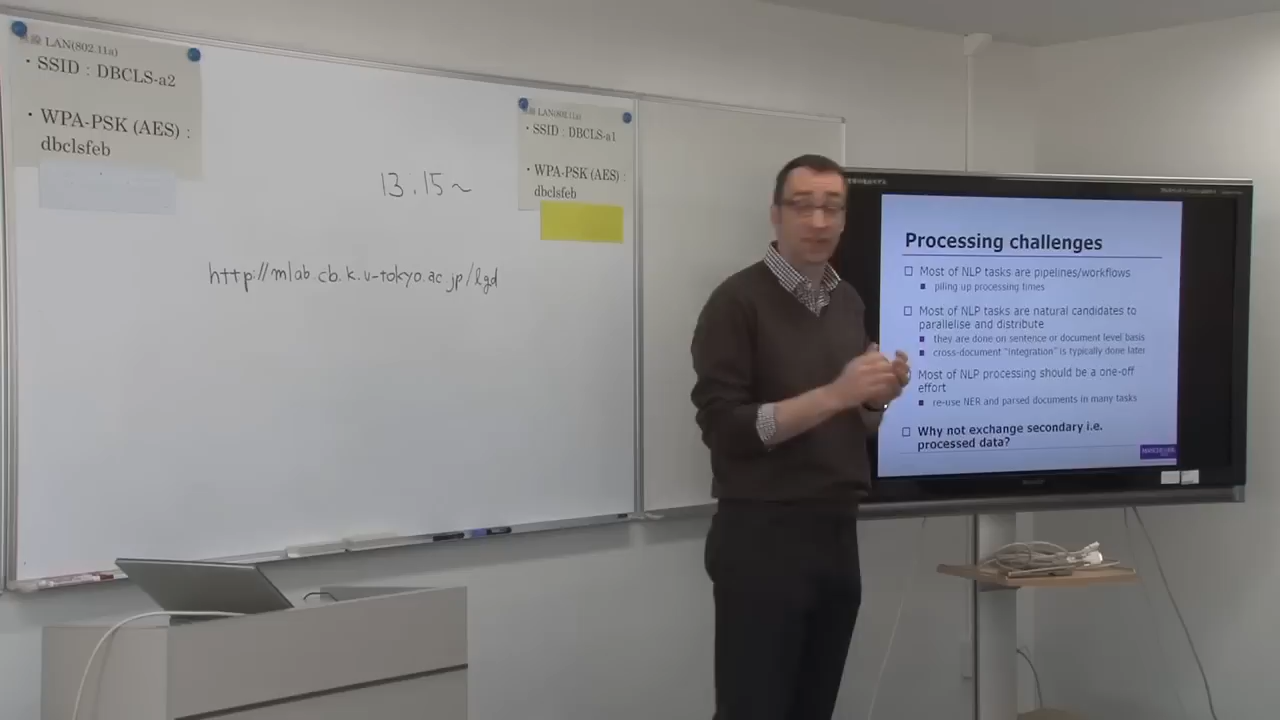 無線 LAN(802.11a)
・SSID : DBCLS-a2
・WPA-PSK (AES) :
dbclsfeb
13:15~
http://mlab.cb.k.u-tokyo.ac.jp/lgd
無線 LAN(802.11a)
・SSID : DBCLS-a1
・WPA-PSK (AES) :
dbclsfeb
Processing challenges
Most of NLP tasks are pipelines/workflows
piling up processing times
Most of NLP tasks are natural candidates to
parallelise and distribute
they are done on sentence or document level basis
cross-document "integration" is typically done later
Most of NLP processing should be a one-off
effort
re-use NER and parsed documents in many tasks
Why not exchange secondary i.e.
processed data?